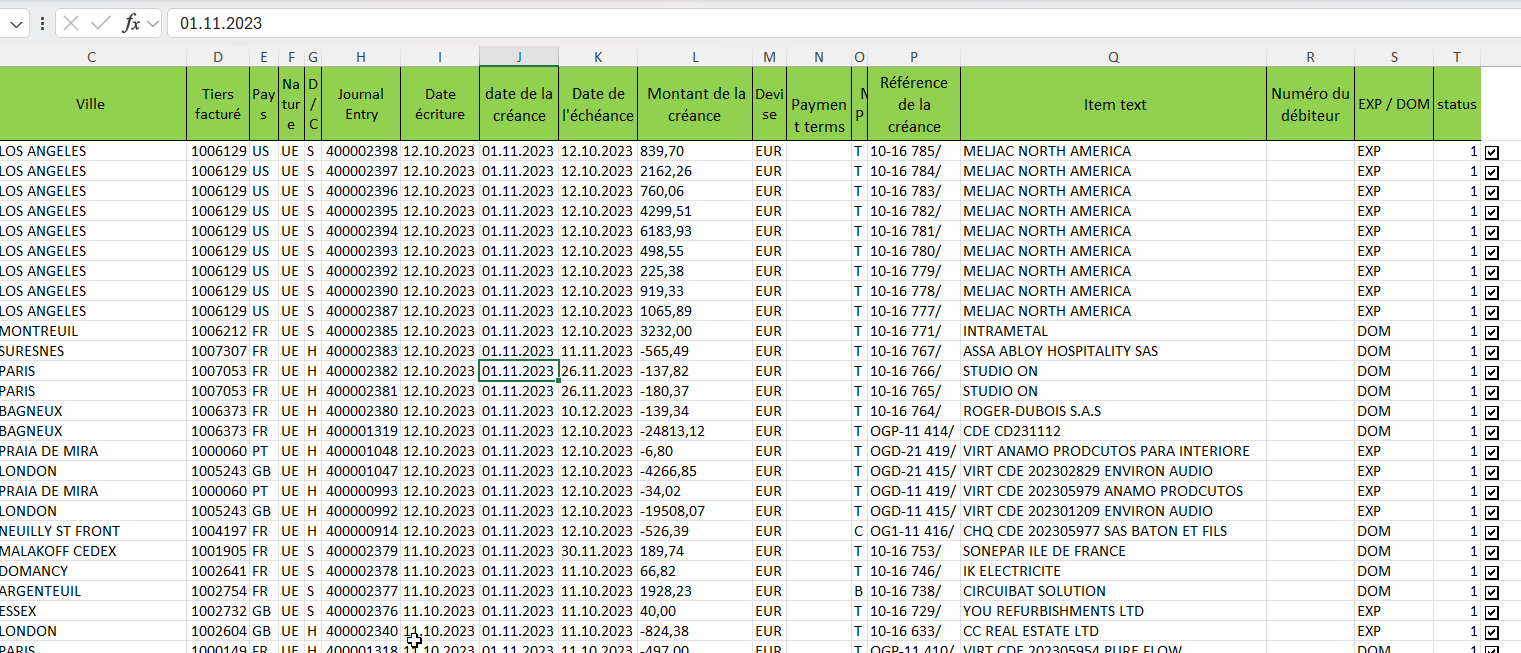 fx 01.11.2023
C D E F G H I J K L M N O P Q R S T
Ville Tiers facturé Pays Nature D/C Journal Entry Date écriture date de la créance Date de l'échéance Montant de la créance Devise Payment terms MP Référence de la créance Item text Numéro du débiteur EXP / DOM status
LOS ANGELES 1006129 US UE S 400002398 12.10.2023 01.11.2023 12.10.2023 839,70 EUR T 10-16 785/ MELJAC NORTH AMERICA EXP 1
LOS ANGELES 1006129 US UE S 400002397 12.10.2023 01.11.2023 12.10.2023 2162,26 EUR T 10-16 784/ MELJAC NORTH AMERICA EXP 1
LOS ANGELES 1006129 US UE S 400002396 12.10.2023 01.11.2023 12.10.2023 760,06 EUR T 10-16 783/ MELJAC NORTH AMERICA EXP 1
LOS ANGELES 1006129 US UE S 400002395 12.10.2023 01.11.2023 12.10.2023 4299,51 EUR T 10-16 782/ MELJAC NORTH AMERICA EXP 1
LOS ANGELES 1006129 US UE S 400002394 12.10.2023 01.11.2023 12.10.2023 6183,93 EUR T 10-16 781/ MELJAC NORTH AMERICA EXP 1
LOS ANGELES 1006129 US UE S 400002393 12.10.2023 01.11.2023 12.10.2023 498,55 EUR T 10-16 780/ MELJAC NORTH AMERICA EXP 1
LOS ANGELES 1006129 US UE S 400002392 12.10.2023 01.11.2023 12.10.2023 225,38 EUR T 10-16 779/ MELJAC NORTH AMERICA EXP 1
LOS ANGELES 1006129 US UE S 400002390 12.10.2023 01.11.2023 12.10.2023 919,33 EUR T 10-16 778/ MELJAC NORTH AMERICA EXP 1
LOS ANGELES 1006129 US UE S 400002387 12.10.2023 01.11.2023 12.10.2023 1065,89 EUR T 10-16 777/ MELJAC NORTH AMERICA EXP 1
MONTREUIL 1006212 FR UE S 400002385 12.10.2023 01.11.2023 12.10.2023 3232,00 EUR T 10-16 771/ INTRAMETAL DOM 1
SURESNES 1007307 FR UE H 400002383 12.10.2023 01.11.2023 11.11.2023 -565,49 EUR T 10-16 767/ ASSA ABLOY HOSPITALITY SAS DOM 1
PARIS 1007053 FR UE H 400002382 12.10.2023 01.11.2023 26.11.2023 -137,82 EUR T 10-16 766/ STUDIO ON DOM 1
PARIS 1007053 FR UE H 400002381 12.10.2023 01.11.2023 26.11.2023 -180,37 EUR T 10-16 765/ STUDIO ON DOM 1
BAGNEUX 1006373 FR UE H 400002380 12.10.2023 01.11.2023 10.12.2023 -139,34 EUR T 10-16 764/ ROGER-DUBOIS S.A.S DOM 1
BAGNEUX 1006373 FR UE H 400001319 12.10.2023 01.11.2023 12.10.2023 -24813,12 EUR T OGP-11 414/ CDE CD231112 DOM 1
PRAIA DE MIRA 1000060 PT UE H 400001048 12.10.2023 01.11.2023 12.10.2023 -6,80 EUR T OGD-21 419/ VIRT ANAMO PRODCUTOS PARA INTERIORE EXP 1
LONDON 1005243 GB UE H 400001047 12.10.2023 01.11.2023 12.10.2023 -4266,85 EUR T OGD-21 415/ VIRT CDE 202302829 ENVIRON AUDIO EXP 1
PRAIA DE MIRA 1000060 PT UE H 400000993 12.10.2023 01.11.2023 12.10.2023 -34,02 EUR T OGD-11 419/ VIRT CDE 202305979 ANAMO PRODCUTOS EXP 1
LONDON 1005243 GB UE H 400000992 12.10.2023 01.11.2023 12.10.2023 -19508,07 EUR T OGD-11 415/ VIRT CDE 202301209 ENVIRON AUDIO EXP 1
NEUILLY ST FRONT 1004197 FR UE H 400000914 12.10.2023 01.11.2023 12.10.2023 -526,39 EUR C OG1-11 416/ CHQ CDE 202305977 SAS BATON ET FILS DOM 1
MALAKOFF CEDEX 1001905 FR UE S 400002379 11.10.2023 01.11.2023 30.11.2023 189,74 EUR T 10-16 753/ SONEPAR ILE DE FRANCE DOM 1
DOMANCY 1002641 FR UE S 400002378 11.10.2023 01.11.2023 11.10.2023 66,82 EUR T 10-16 746/ IK ELECTRICITE DOM 1
ARGENTEUIL 1002754 FR UE S 400002377 11.10.2023 01.11.2023 11.10.2023 1928,23 EUR B 10-16 738/ CIRCUIBAT SOLUTION DOM 1
ESSEX 1002732 GB UE S 400002376 11.10.2023 01.11.2023 11.10.2023 40,00 EUR T 10-16 729/ YOU REFURBISHMENTS LTD EXP 1
LONDON 1002604 GB UE H 400002340 11.10.2023 01.11.2023 11.10.2023 -824,38 EUR T 10-16 633/ CC REAL ESTATE LTD EXP 1
PARIS 1000149 FR UE H 400001318 11.10.2023 01.11.2023 11.10.2023 -497,00 EUR T OGP-11 410/ VIRT CDE 202305954 PURE FLOW DOM 1